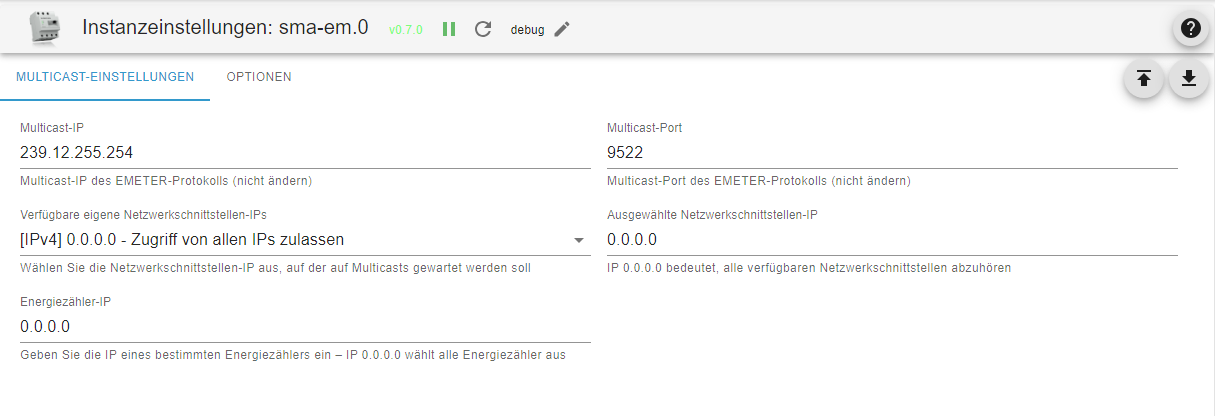 Instanzeinstellungen: sma-em.0 v0.7.0 debug
MULTICAST-EINSTELLUNGEN OPTIONEN
Multicast-IP Multicast-Port
239.12.255.254 9522
Multicast-IP des EMETER-Protokolls (nicht ändern) Multicast-Port des EMETER-Protokolls (nicht ändern)
Verfügbare eigene Netzwerkschnittstellen-IPs Ausgewählte Netzwerkschnittstellen-IP
[IPv4] 0.0.0.0 - Zugriff von allen IPs zulassen 0.0.0.0
Wählen Sie die Netzwerkschnittstellen-IP aus, auf der auf Multicasts gewartet werden soll IP 0.0.0.0 bedeutet, alle verfügbaren Netzwerkschnittstellen abzuhören
Energiezähler-IP
0.0.0.0
Geben Sie die IP eines bestimmten Energiezählers ein – IP 0.0.0.0 wählt alle Energiezähler aus